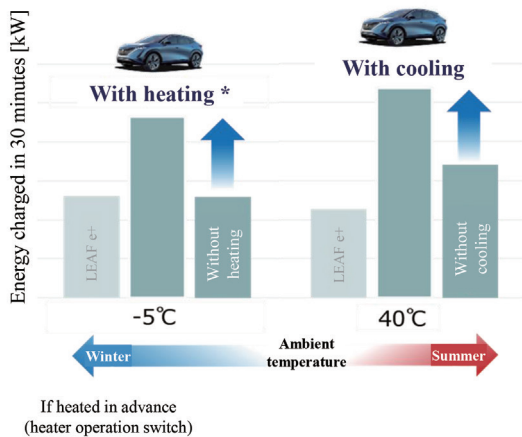 Energy charged in 30 minutes [kW]
With heating *
With cooling
LEAF e+
Without
heating
LEAF e+
Without
cooling
-5℃
40℃
Winter
Ambient
temperature
Summer
If heated in advance
(heater operation switch)